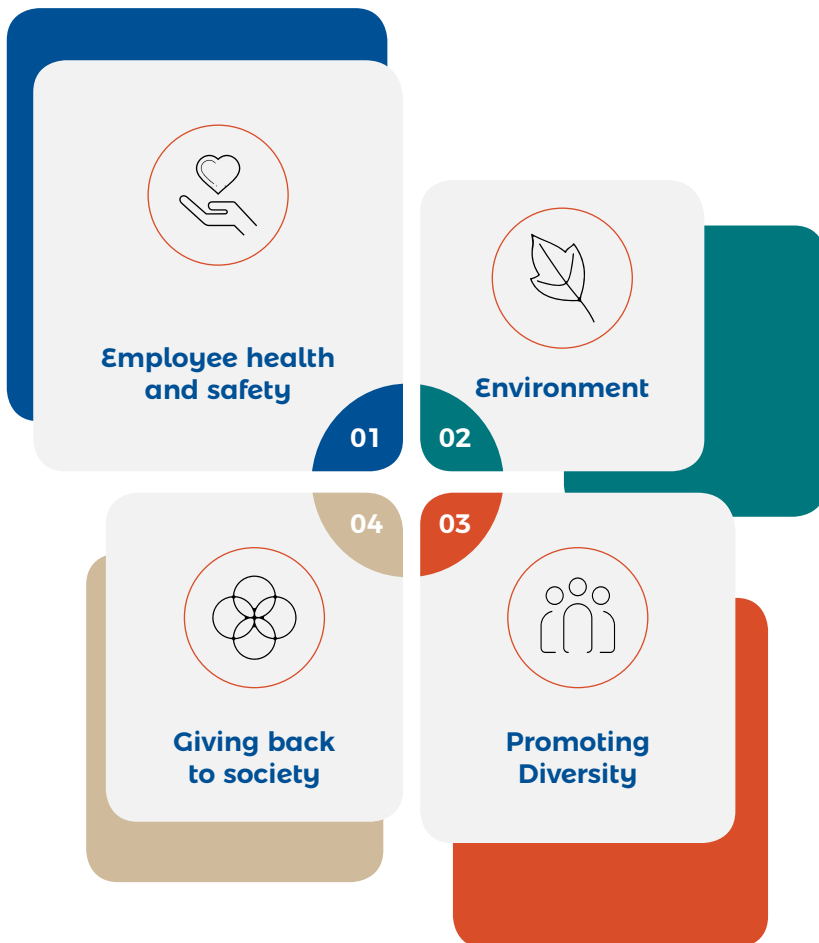 Employee health
and safety
01
Environment
02
03
Promoting
Diversity
04
Giving back
to society